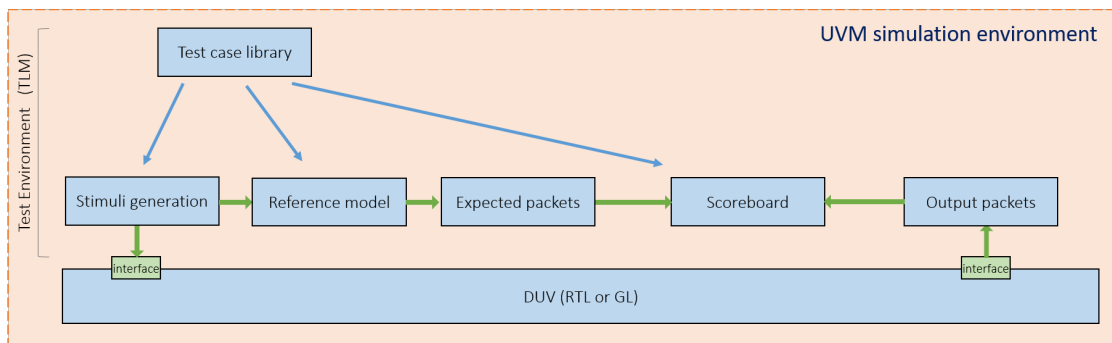 UVM simulation environment
Test case library
Test Environment (TLM)
Stimuli generation
Reference model
Expected packets
Scoreboard
Output packets
interface
interface
DUV (RTL or GL)